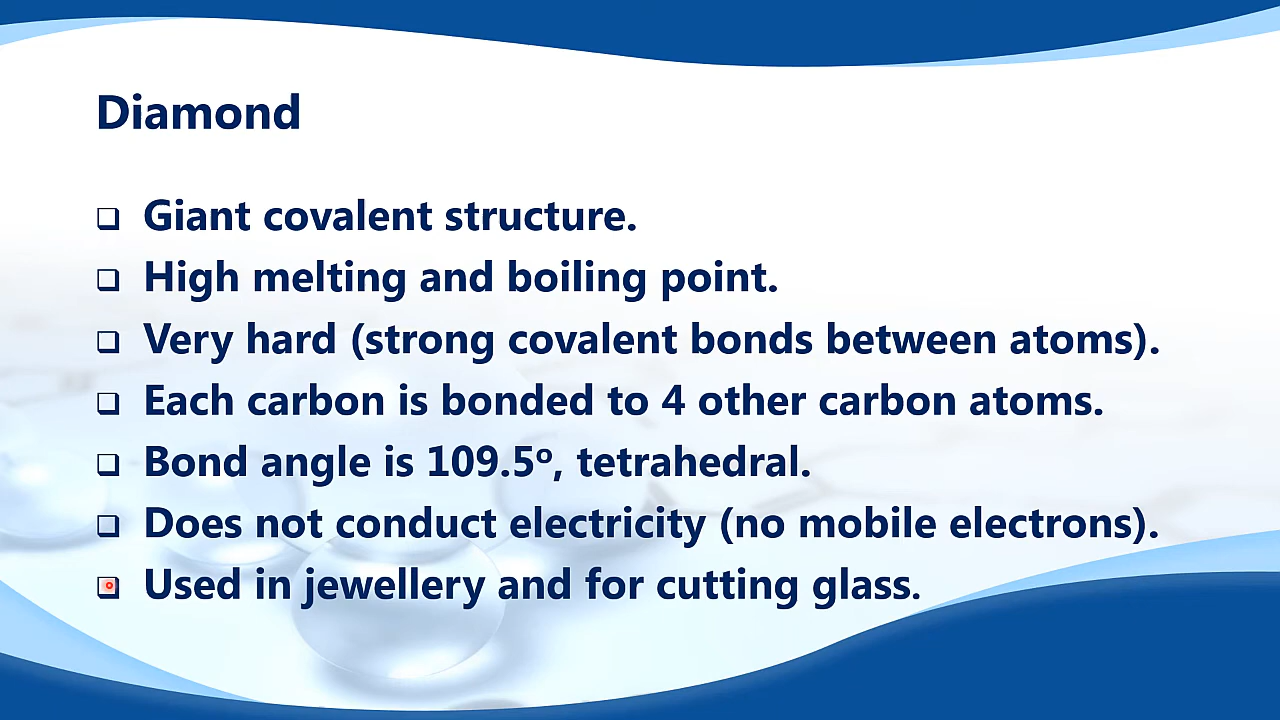 Diamond
Giant covalent structure.
High melting and boiling point.
Very hard (strong covalent bonds between atoms).
Each carbon is bonded to 4 other carbon atoms.
Bond angle is 109.5º, tetrahedral.
Does not conduct electricity (no mobile electrons).
Used in jewellery and for cutting glass.